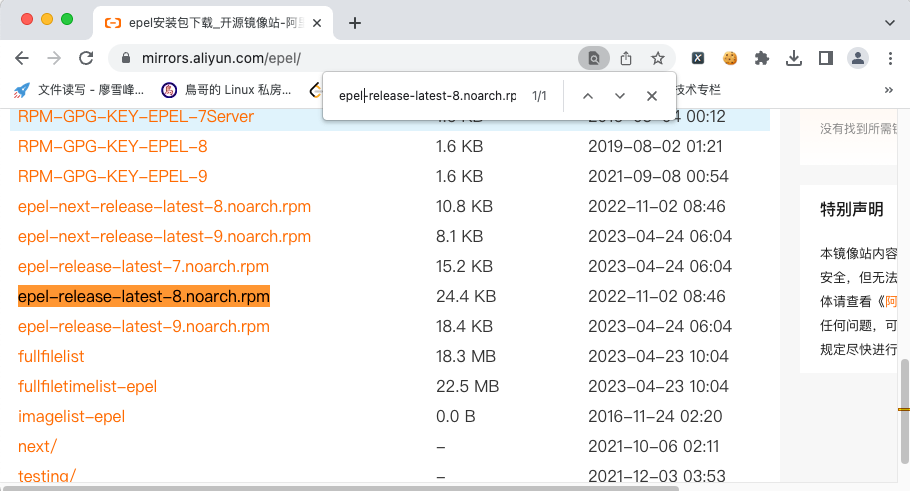 epel安装包下载_开源镜像站-阿里
mirrors.aliyun.com/epel/
文件读写 - 廖雪峰...
鳥哥的 Linux 私房...
技术专栏
»
epel-release-latest-8.noarch.rp
1/1
RPM-GPG-KEY-EPEL-7Server 00:12
RPM-GPG-KEY-EPEL-8 1.6 KB 2019-08-02 01:21
RPM-GPG-KEY-EPEL-9 1.6 KB 2021-09-08 00:54
epel-next-release-latest-8.noarch.rpm 10.8 KB 2022-11-02 08:46
epel-next-release-latest-9.noarch.rpm 8.1 KB 2023-04-24 06:04
epel-release-latest-7.noarch.rpm 15.2 KB 2023-04-24 06:04
epel-release-latest-8.noarch.rpm 24.4 KB 2022-11-02 08:46
epel-release-latest-9.noarch.rpm 18.4 KB 2023-04-24 06:04
fullfilelist 18.3 MB 2023-04-23 10:04
fullfiletimelist-epel 22.5 MB 2023-04-23 10:04
imagelist-epel 0.0 B 2016-11-24 02:20
next/ - 2021-10-06 02:11
testing/ - 2021-12-03 03:53
没有找到所需
特别声明
本镜像站内容
安全，但无法
体请查看《阿
任何问题，可
规定尽快进行